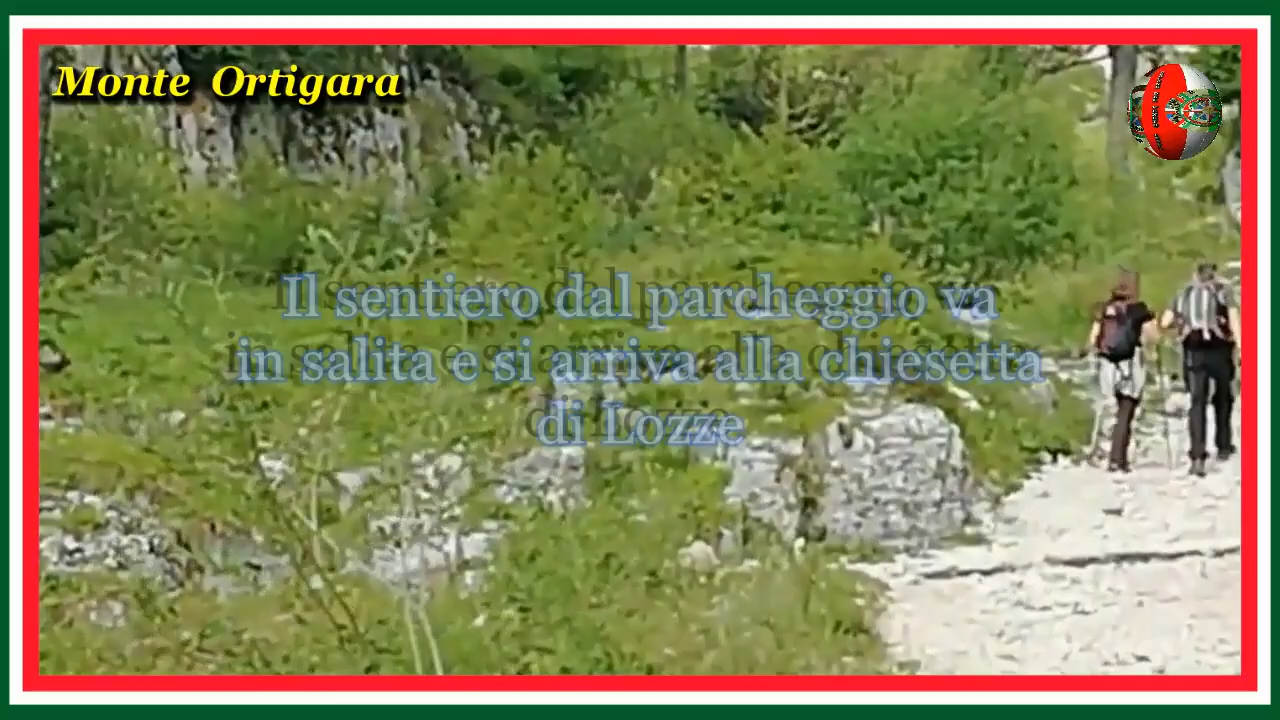 Monte Ortigara
Il sentiero dal parcheggio va
in salita e si arriva alla chiesetta
di Lozze